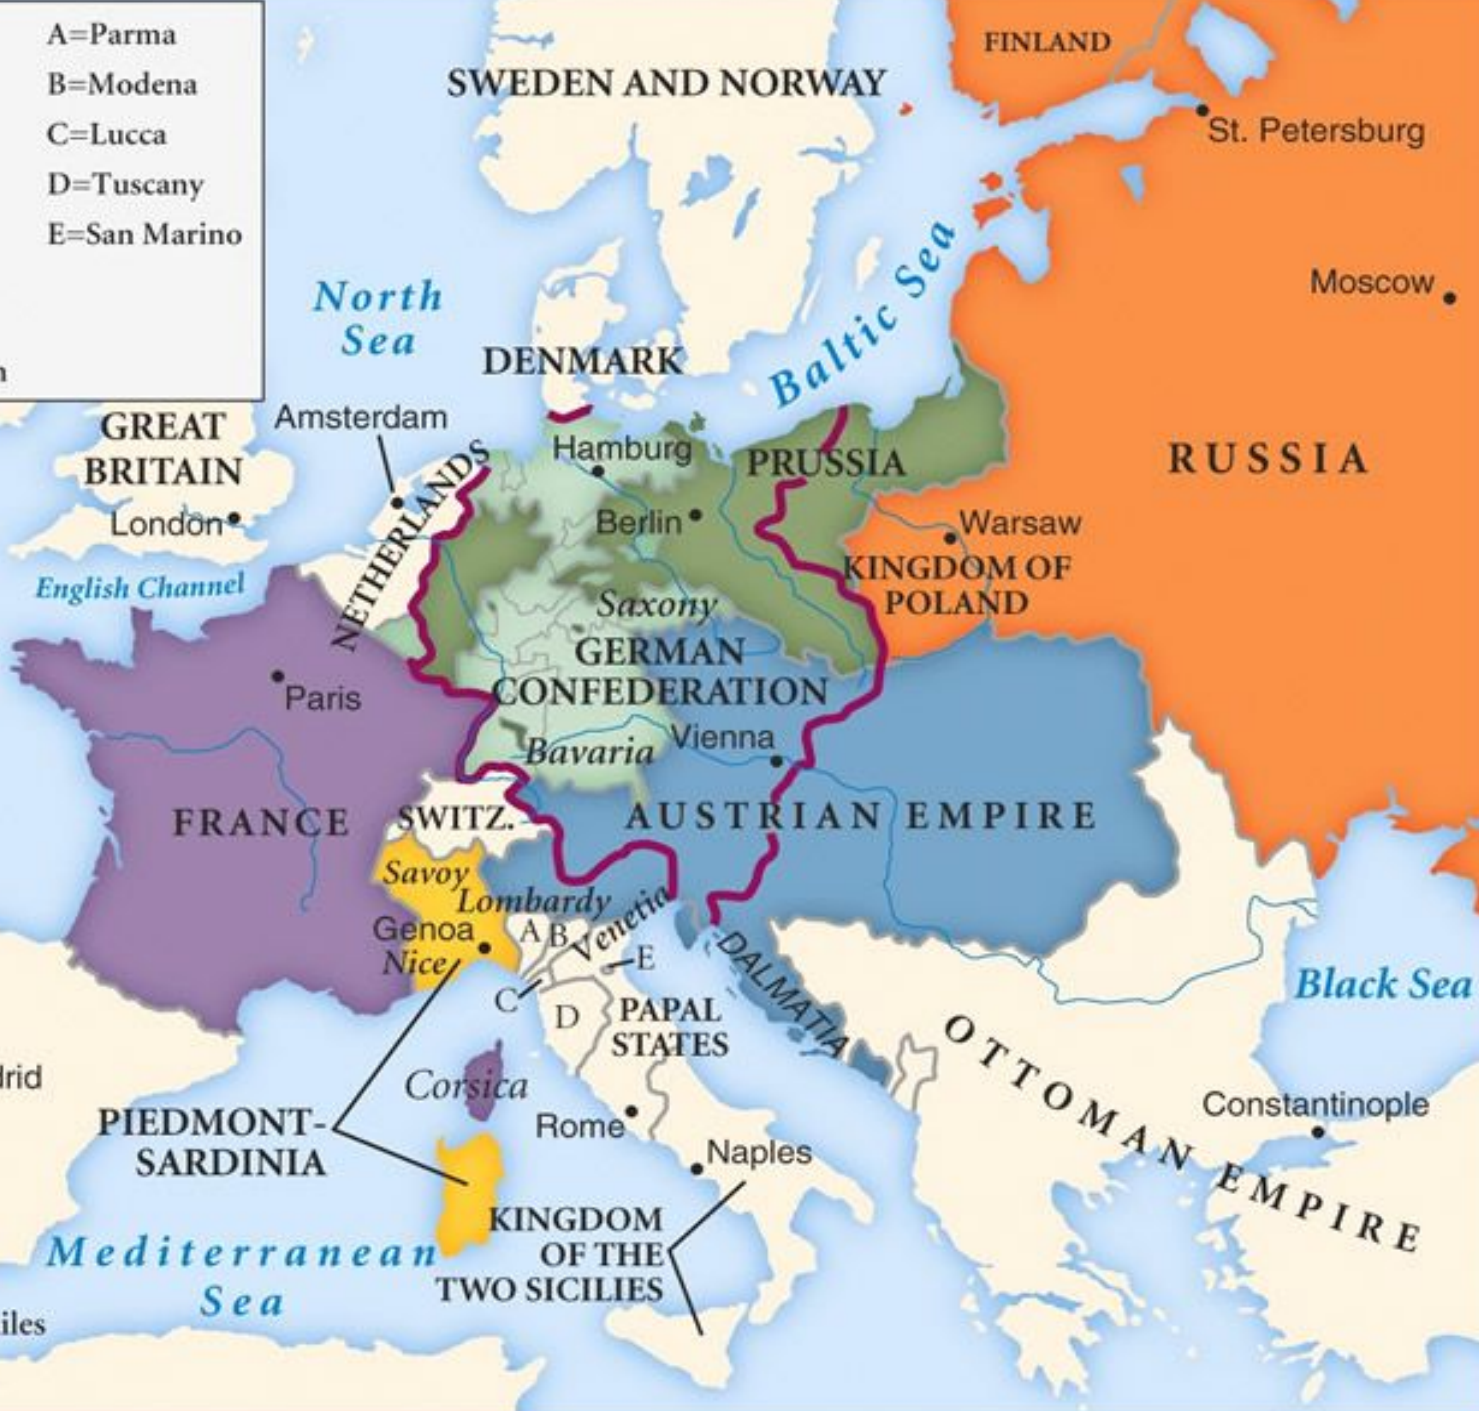 A=Parma
B=Modena
C=Lucca
D=Tuscany
E=San Marino
FINLAND
SWEDEN AND NORWAY
St. Petersburg
Moscow
North
Sea
Baltic Sea
DENMARK
GREAT
BRITAIN
London
Amsterdam
NETHERLANDS
Hamburg
PRUSSIA
RUSSIA
Berlin
Warsaw
KINGDOM OF
POLAND
English Channel
Saxony
GERMAN
CONFEDERATION
Paris
Bavaria
Vienna
FRANCE
SWITZ.
AUSTRIAN EMPIRE
Savoy
Lombardy
Venetia
Genoa
Nice
A
B
E
C
D
DALMATIA
PAPAL
STATES
Black Sea
OTTOMAN EMPIRE
Corsica
Rome
Constantinople
PIEDMONT-
SARDINIA
Naples
KINGDOM
OF THE
TWO SICILIES
Mediterranean
Sea